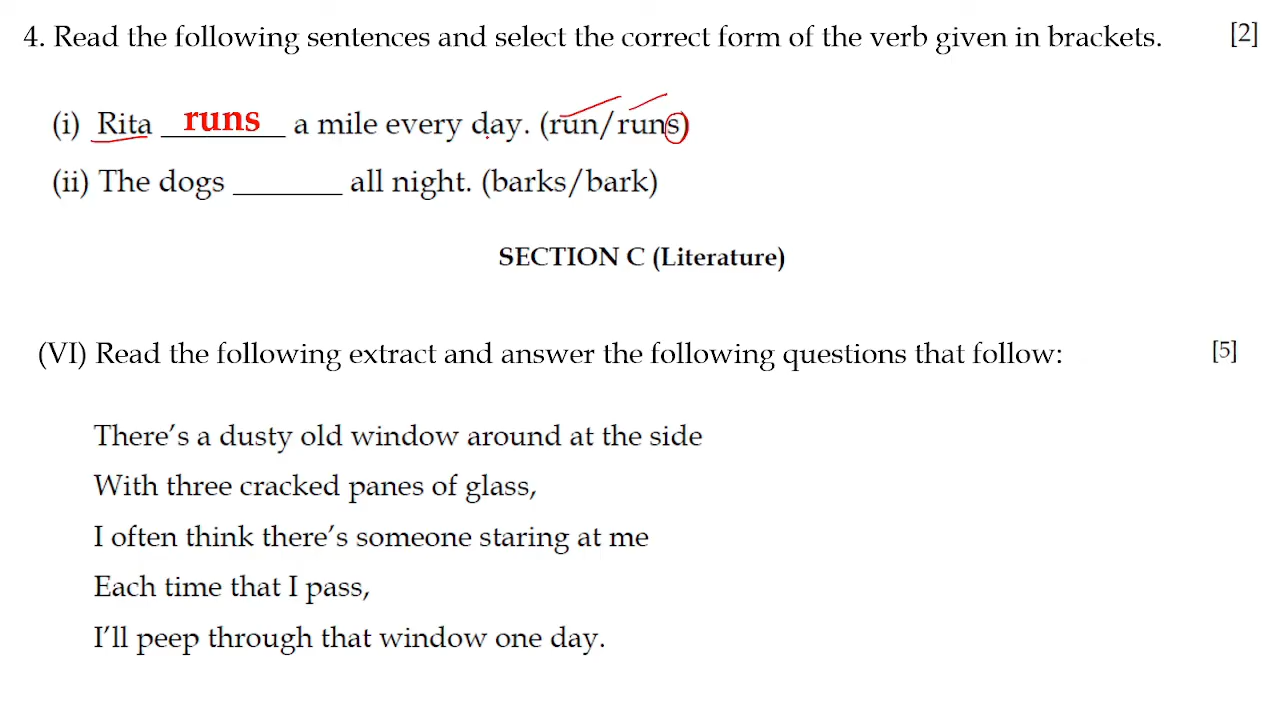 4. Read the following sentences and select the correct form of the verb given in brackets. [2]
(i) Rita runs a mile every day. (run/runs)
(ii) The dogs _______ all night. (barks/bark)
SECTION C (Literature)
(VI) Read the following extract and answer the following questions that follow: [5]
There’s a dusty old window around at the side
With three cracked panes of glass,
I often think there’s someone staring at me
Each time that I pass,
I’ll peep through that window one day.